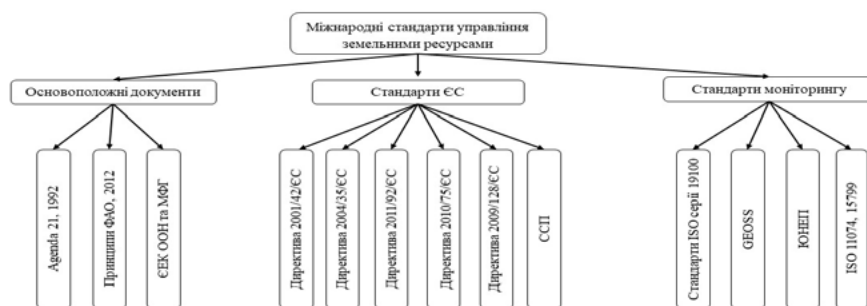 Міжнародні стандарти управління
земельними ресурсами
Основоположні документи
Стандарти ЄС
Стандарти моніторингу
Agenda 21, 1992
Принципи ФАО, 2012
ЄЕК ООН та МФГ
Директива 2001/42/ЄС
Директива 2004/35/ЄС
Директива 2011/92/ЄС
Директива 2010/75/ЄС
Директива 2009/128/ЄС
ССП
Стандарти ISO серії 19100
GEOSS
ЮНЕП
ISO 11074, 15799